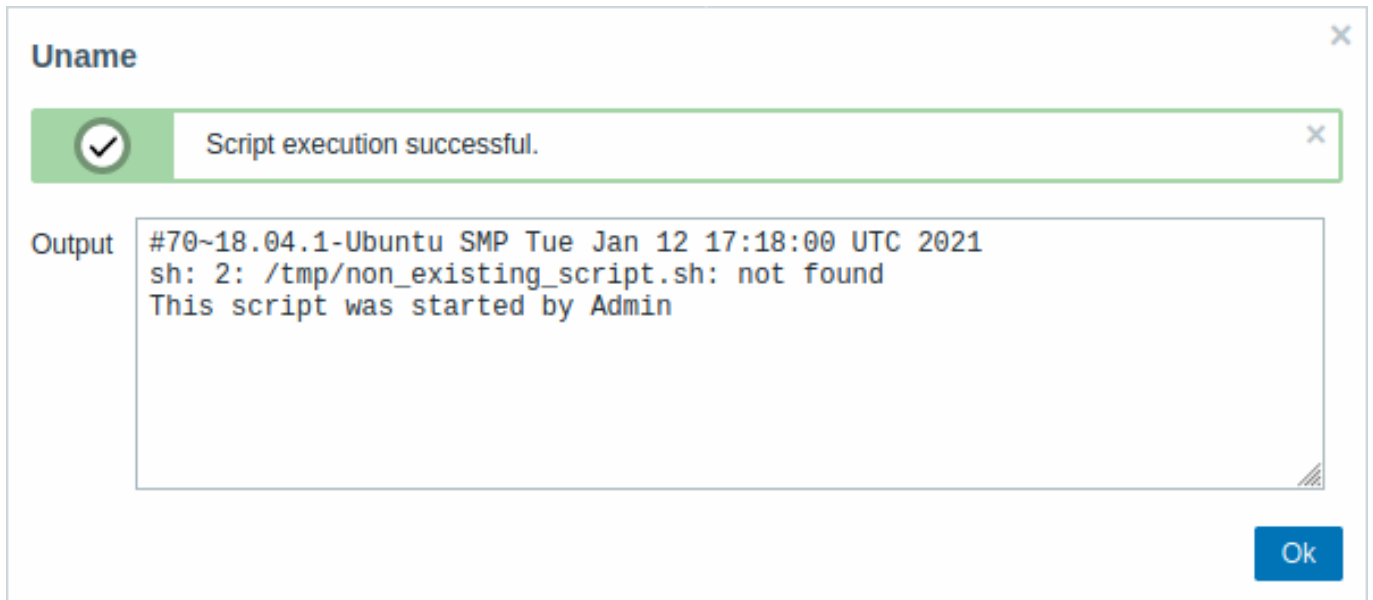 Uname
Script execution successful.
Output
#70~18.04.1-Ubuntu SMP Tue Jan 12 17:18:00 UTC 2021
sh: 2: /tmp/non_existing_script.sh: not found
This script was started by Admin
Ok